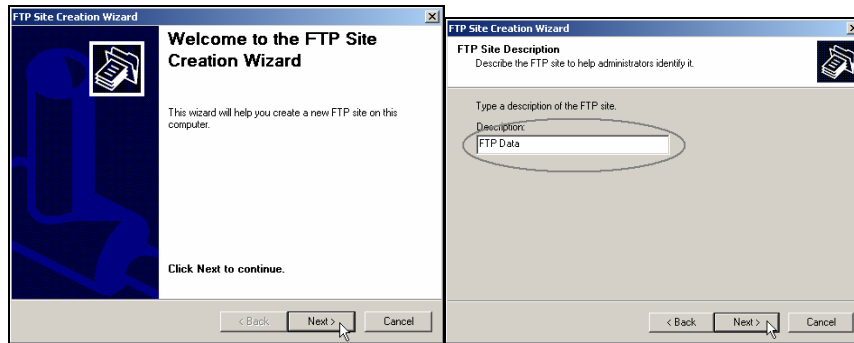 FTP Site Creation Wizard
Welcome to the FTP Site
Creation Wizard
This wizard will help you create a new FTP site on this
computer.
Click Next to continue.
< Back
Next >
Cancel
FTP Site Creation Wizard
FTP Site Description
Describe the FTP site to help administrators identify it.
Type a description of the FTP site.
Description:
FTP Data
< Back
Next >
Cancel